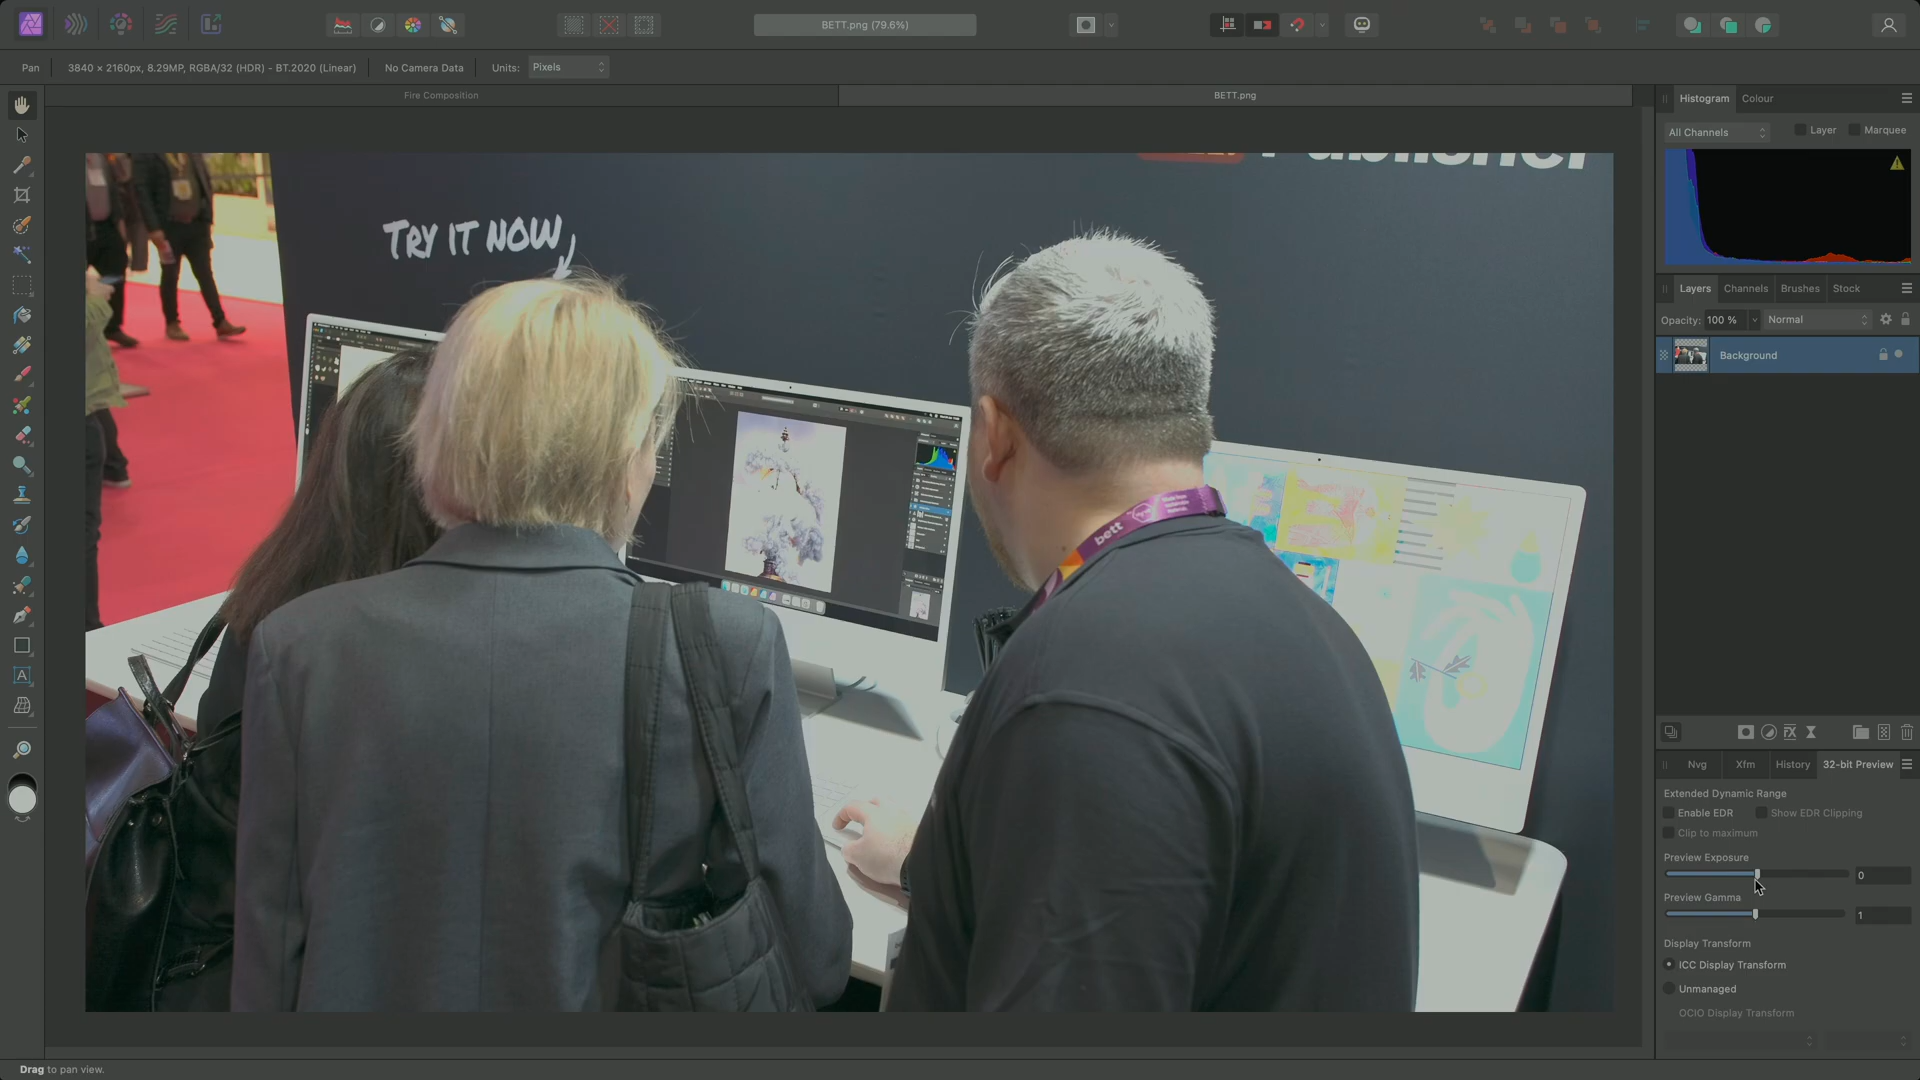 BETT.png (79.6%)
Pan
3840 × 2160px, 8.29MP, RGBA/32 (HDR) - BT.2020 (Linear)
No Camera Data
Units:
Pixels
Fire Composition
BETT.png
Histogram
Colour
All Channels
Layer
Marquee
Publisher
TRY IT NOW
bett
Layers
Channels
Brushes
Stock
Opacity:
100 %
Normal
Background
Nvg
Xfm
History
32-bit Preview
Extended Dynamic Range
Enable EDR
Show EDR Clipping
Clip to maximum
Preview Exposure
0
Preview Gamma
1
Display Transform
ICC Display Transform
Unmanaged
OCIO Display Transform
Drag to pan view.